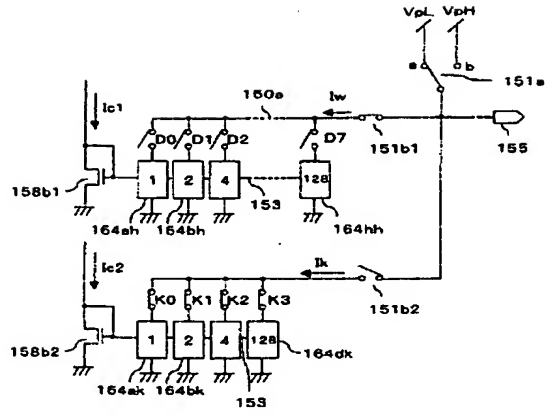 VpL VpH
a b 151a
Ic1 150a Iw
D0 D1 D2 D7 151b1 155
158b1 1 2 4 153 128
164ah 164bh 164hh
Ic2 Ik
K0 K1 K2 K3 151b2
158b2 1 2 4 128
164ak 164bk 153 164dk